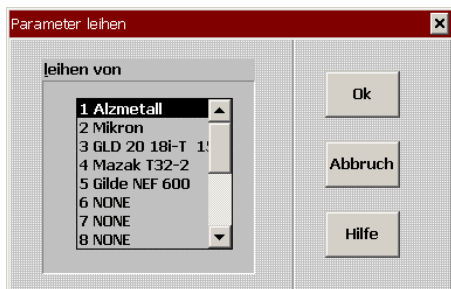 Parameter leihen
leihen von
1 Alzmetall
2 Mikron
3 GLD 20 18i-T
4 Mazak T32-2
5 Gilde NEF 600
6 NONE
7 NONE
8 NONE
Ok
Abbruch
Hilfe